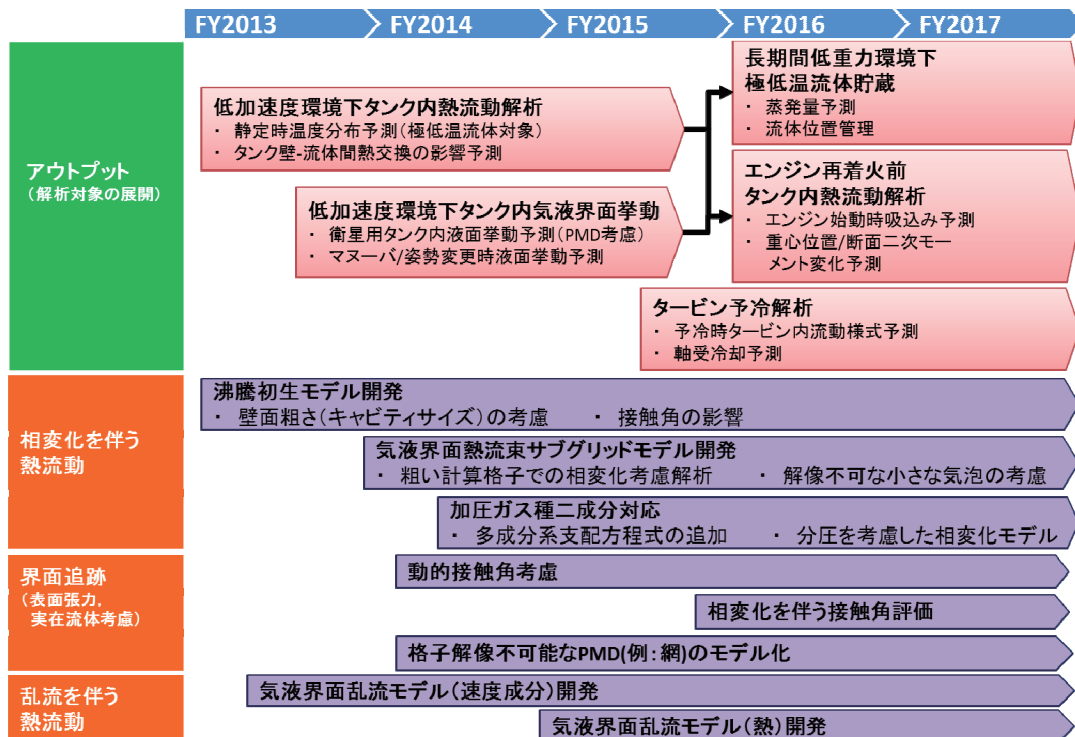 FY2013
FY2014
FY2015
FY2016
FY2017
アウトプット
（解析対象の展開）
低加速度環境下タンク内熱流動解析
・ 静定時温度分布予測（極低温流体対象）
・ タンク壁-流体間熱交換の影響予測
低加速度環境下タンク内気液界面挙動
・ 衛星用タンク内液面挙動予測（PMD考慮）
・ マヌーバ/姿勢変更時液面挙動予測
長期間低重力環境下
極低温流体貯蔵
・ 蒸発量予測
・ 流体位置管理
エンジン再着火前
タンク内熱流動解析
・ エンジン始動時吸込み予測
・ 重心位置/断面二次モー
メント変化予測
タービン予冷解析
・ 予冷時タービン内流動様式予測
・ 軸受冷却予測
相変化を伴う
熱流動
沸騰初生モデル開発
・ 壁面粗さ（キャビティサイズ）の考慮 ・ 接触角の影響
気液界面熱流束サブグリッドモデル開発
・ 粗い計算格子での相変化考慮解析 ・ 解像不可な小さな気泡の考慮
加圧ガス種二成分対応
・ 多成分系支配方程式の追加 ・ 分圧を考慮した相変化モデル
界面追跡
（表面張力，
実在流体考慮）
動的接触角考慮
相変化を伴う接触角評価
格子解像不可能なPMD(例：網)のモデル化
乱流を伴う
熱流動
気液界面乱流モデル（速度成分）開発
気液界面乱流モデル（熱）開発